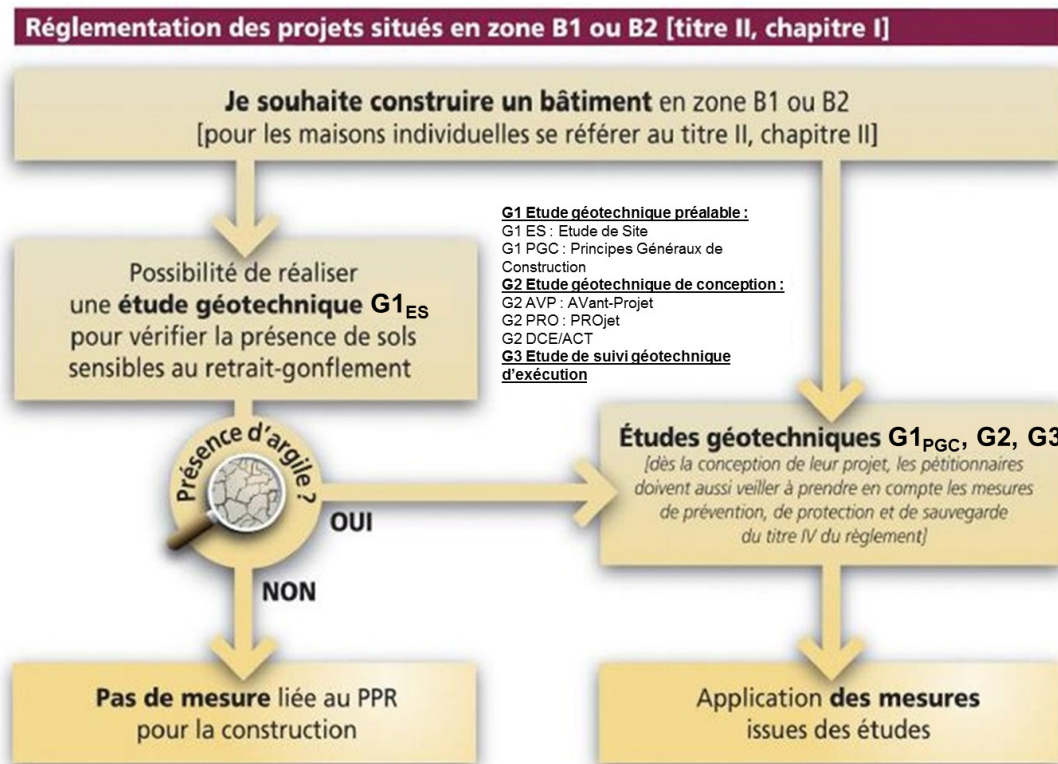 Réglementation des projets situés en zone B1 ou B2 [titre II, chapitre I]
Je souhaite construire un bâtiment en zone B1 ou B2
[pour les maisons individuelles se référer au titre II, chapitre II]
Possibilité de réaliser
une étude géotechnique G1ES
pour vérifier la présence de sols
sensibles au retrait-gonflement
G1 Etude géotechnique préalable :
G1 ES : Etude de Site
G1 PGC : Principes Généraux de
Construction
G2 Etude géotechnique de conception :
G2 AVP : AVant-Projet
G2 PRO : PROjet
G2 DCE/ACT
G3 Etude de suivi géotechnique
d'exécution
Présence d'argile ?
OUI
NON
Études géotechniques G1PGC, G2, G3
[dès la conception de leur projet, les pétitionnaires
doivent aussi veiller à prendre en compte les mesures
de prévention, de protection et de sauvegarde
du titre IV du règlement]
Pas de mesure liée au PPR
pour la construction
Application des mesures
issues des études